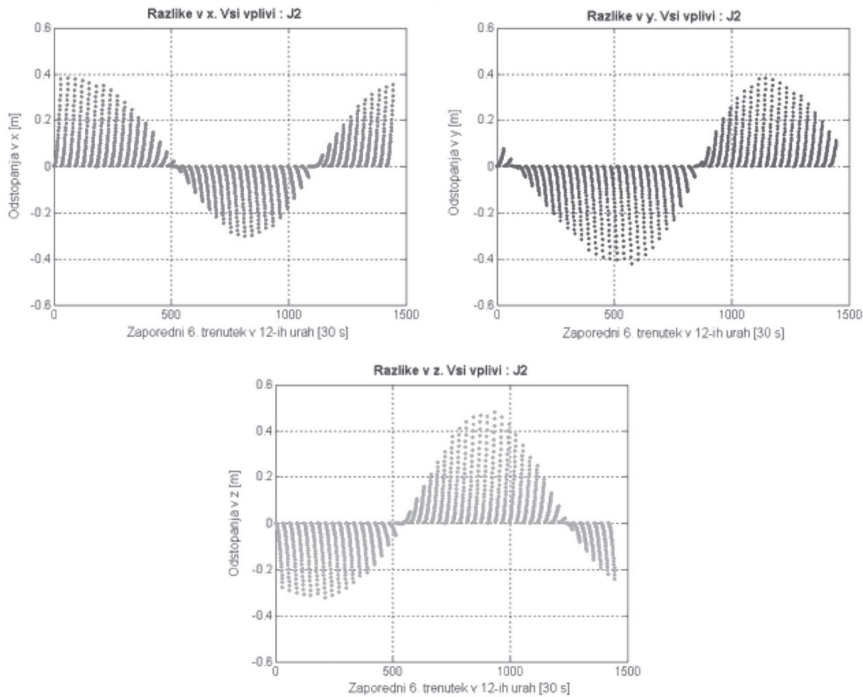 Razlike v x. Vsi vplivi : J2
0.6
0.4
0.2
0
-0.2
-0.4
-0.6
Odstopanja v x [m]
0 500 1000 1500
Zaporedni 6. trenutek v 12-ih urah [30 s]
Razlike v y. Vsi vplivi : J2
0.6
0.4
0.2
0
-0.2
-0.4
-0.6
Odstopanja v y [m]
0 500 1000 1500
Zaporedni 6. trenutek v 12-ih urah [30 s]
Razlike v z. Vsi vplivi : J2
0.6
0.4
0.2
0
-0.2
-0.4
-0.6
Odstopanja v z [m]
0 500 1000 1500
Zaporedni 6. trenutek v 12-ih urah [30 s]